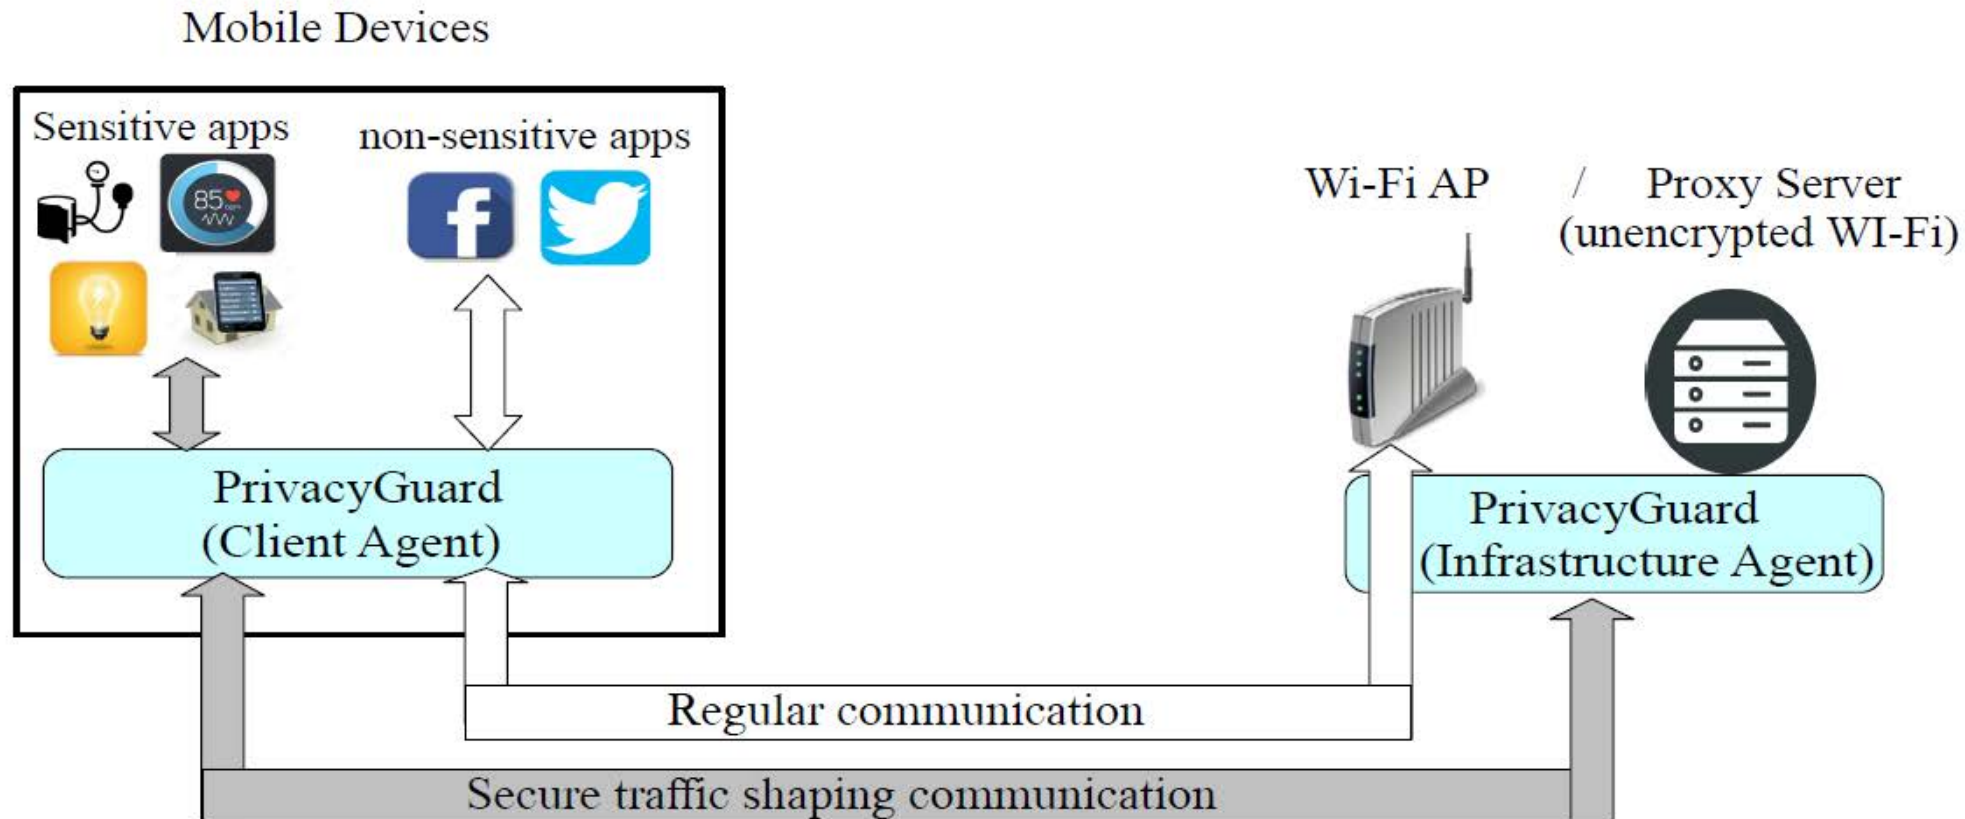 Mobile Devices
Sensitive apps
non-sensitive apps
85
f
Wi-Fi AP / Proxy Server
(unencrypted WI-Fi)
PrivacyGuard
(Client Agent)
PrivacyGuard
(Infrastructure Agent)
Regular communication
Secure traffic shaping communication